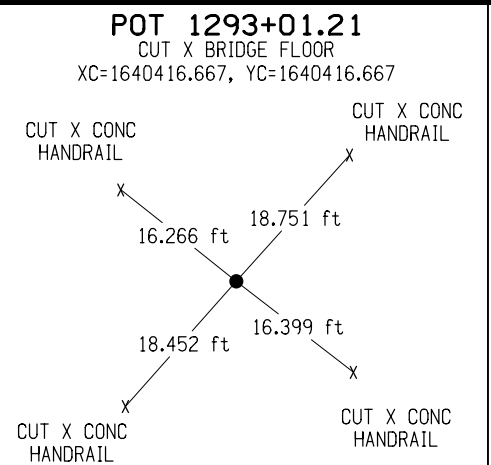 POT 1293+01.21
CUT X BRIDGE FLOOR
XC=1640416.667, YC=1640416.667
CUT X CONC
HANDRAIL
CUT X CONC
HANDRAIL
X
X
18.751 ft
16.266 ft
16.399 ft
18.452 ft
X
X
CUT X CONC
HANDRAIL
CUT X CONC
HANDRAIL